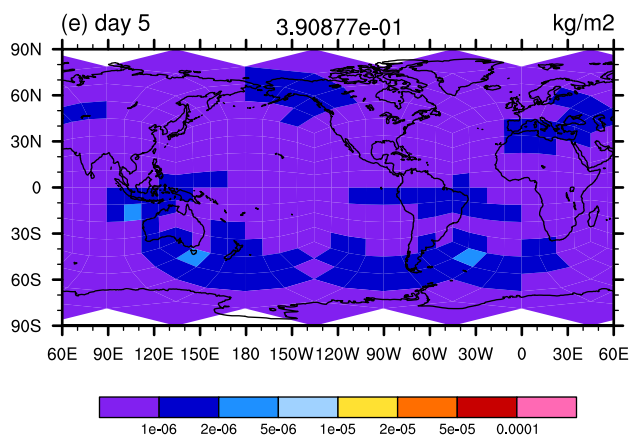 (e) day 5 3.90877e-01 kg/m2
90N
60N
30N
0
30S
60S
90S
60E 90E 120E 150E 180 150W 120W 90W 60W 30W 0 30E 60E
1e-06 2e-06 5e-06 1e-05 2e-05 5e-05 0.0001